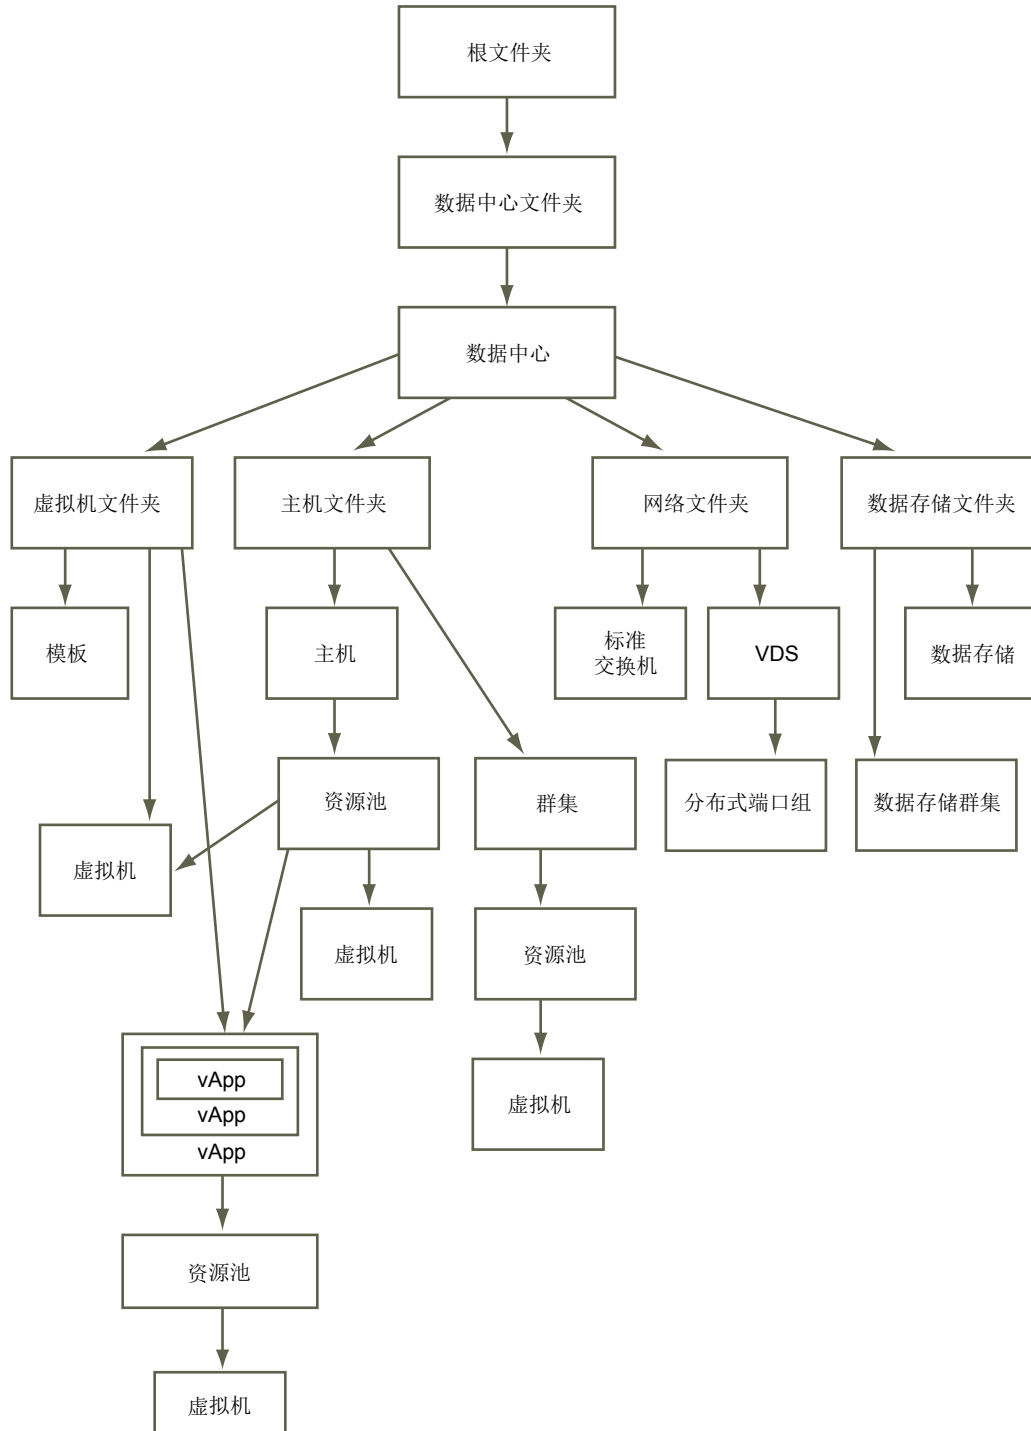 根文件夹
数据中心文件夹
数据中心
虚拟机文件夹
主机文件夹
网络文件夹
数据存储文件夹
模板
主机
标准
交换机
VDS
数据存储
资源池
群集
分布式端口组
数据存储群集
虚拟机
虚拟机
资源池
vApp
vApp
vApp
虚拟机
资源池
虚拟机